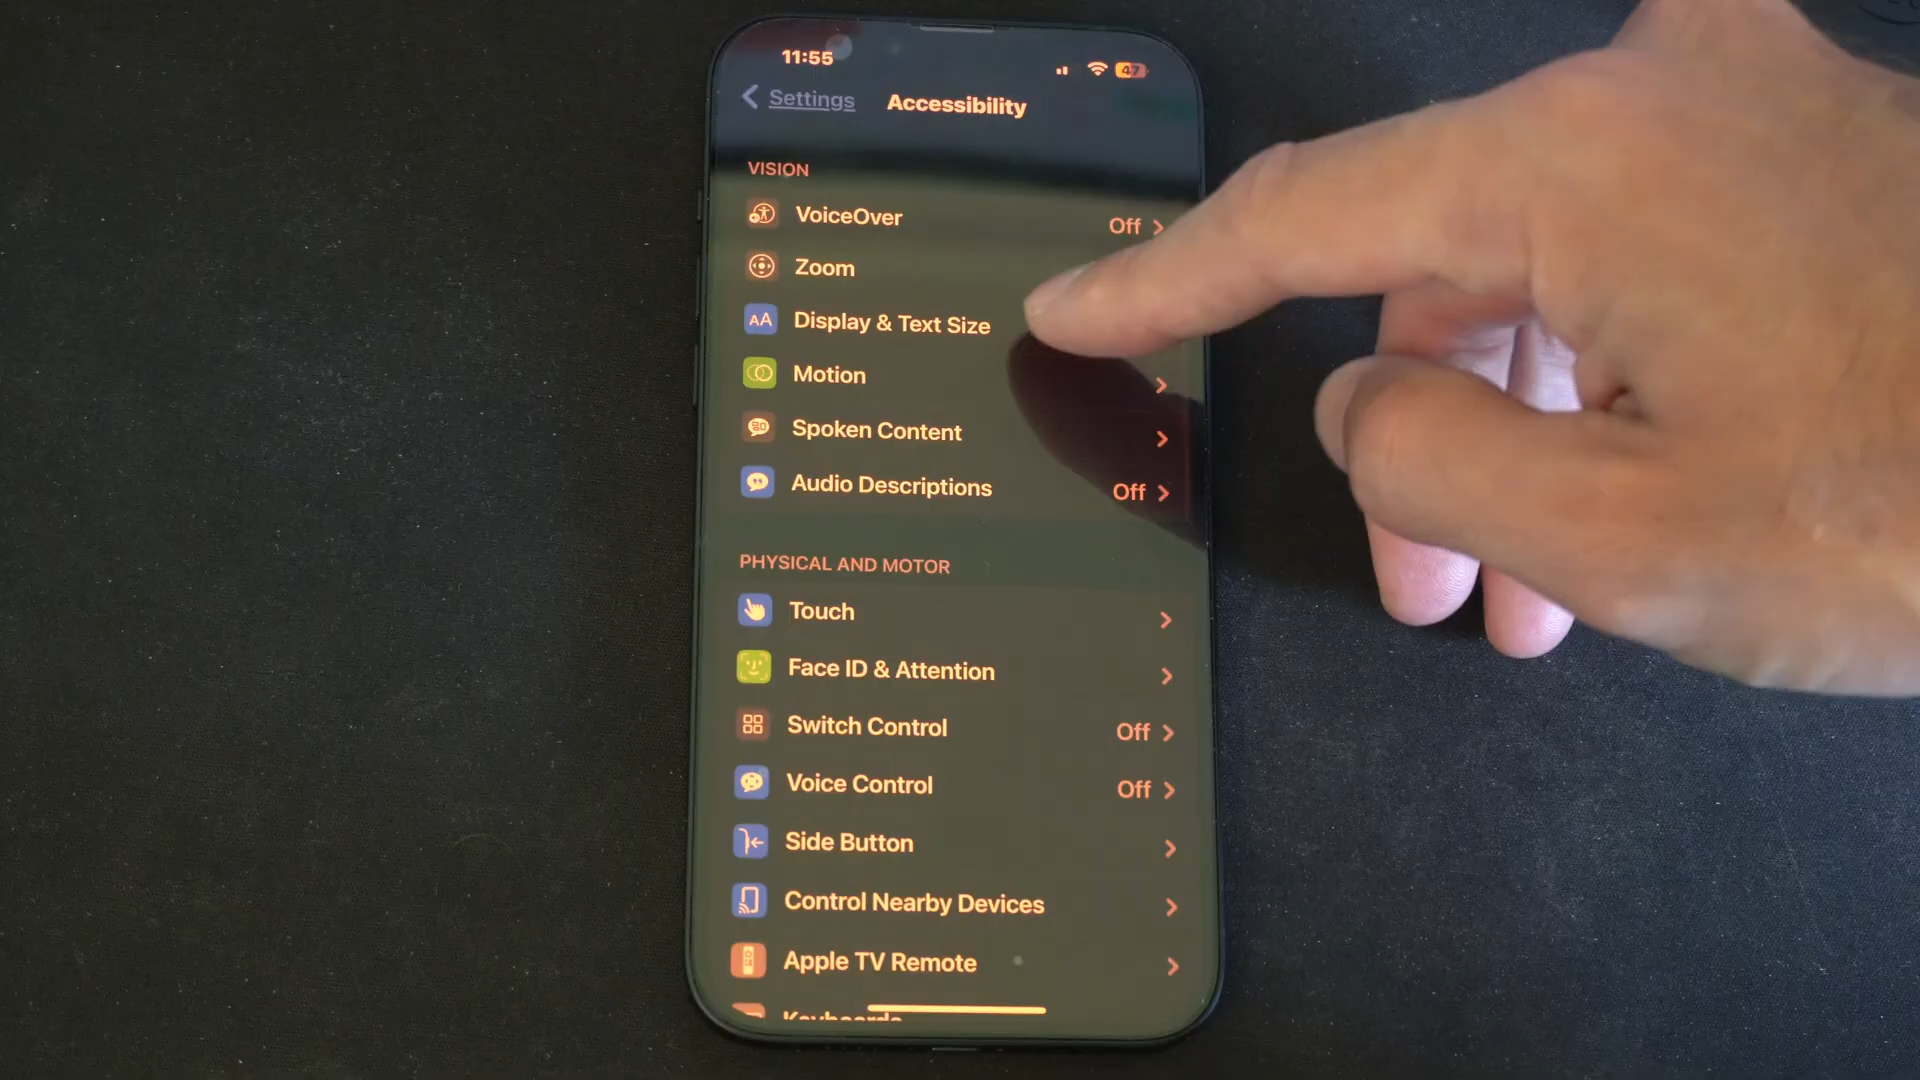 11:55
47
Settings
Accessibility
VISION
VoiceOver Off
Zoom
AA Display & Text Size
Motion
Spoken Content
Audio Descriptions Off
PHYSICAL AND MOTOR
Touch
Face ID & Attention
Switch Control Off
Voice Control Off
Side Button
Control Nearby Devices
Apple TV Remote
Keyboards